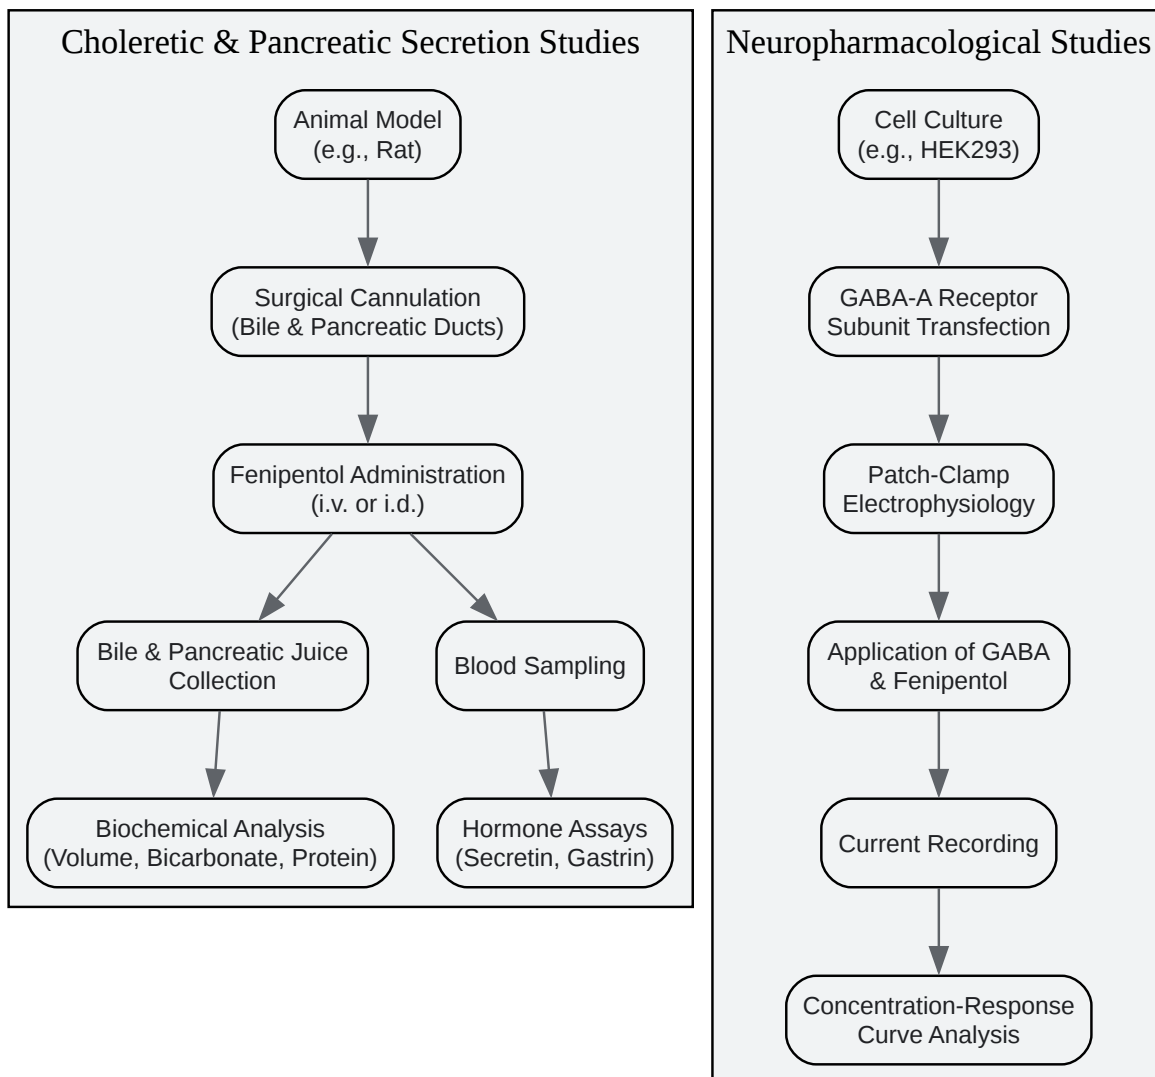 Choleretic & Pancreatic Secretion Studies
Animal Model
(e.g., Rat)
Surgical Cannulation
(Bile & Pancreatic Ducts)
Fenipentol Administration
(i.v. or i.d.)
Bile & Pancreatic Juice
Collection
Blood Sampling
Biochemical Analysis
(Volume, Bicarbonate, Protein)
Hormone Assays
(Secretin, Gastrin)
Neuropharmacological Studies
Cell Culture
(e.g., HEK293)
GABA-A Receptor
Subunit Transfection
Patch-Clamp
Electrophysiology
Application of GABA
& Fenipentol
Current Recording
Concentration-Response
Curve Analysis